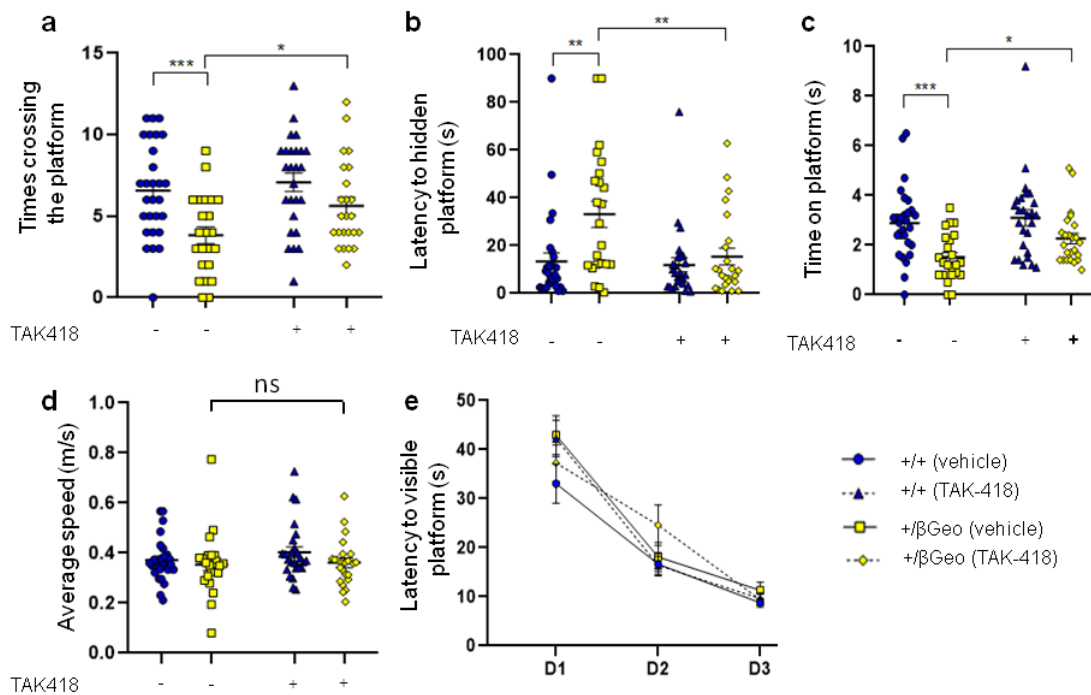 a
Times crossing
the platform
15
10
5
0
***
*
TAK418
-
-
+
+
b
Latency to hidden
platform (s)
100
80
60
40
20
0
**
**
TAK418
-
-
+
+
c
Time on platform (s)
10
8
6
4
2
0
***
*
TAK418
-
-
+
+
d
Average speed (m/s)
1.0
0.8
0.6
0.4
0.2
0.0
ns
TAK418
-
-
+
+
e
Latency to visible
platform (s)
50
40
30
20
10
0
D1
D2
D3
+/+ (vehicle)
+/+ (TAK-418)
+/βGeo (vehicle)
+/βGeo (TAK-418)